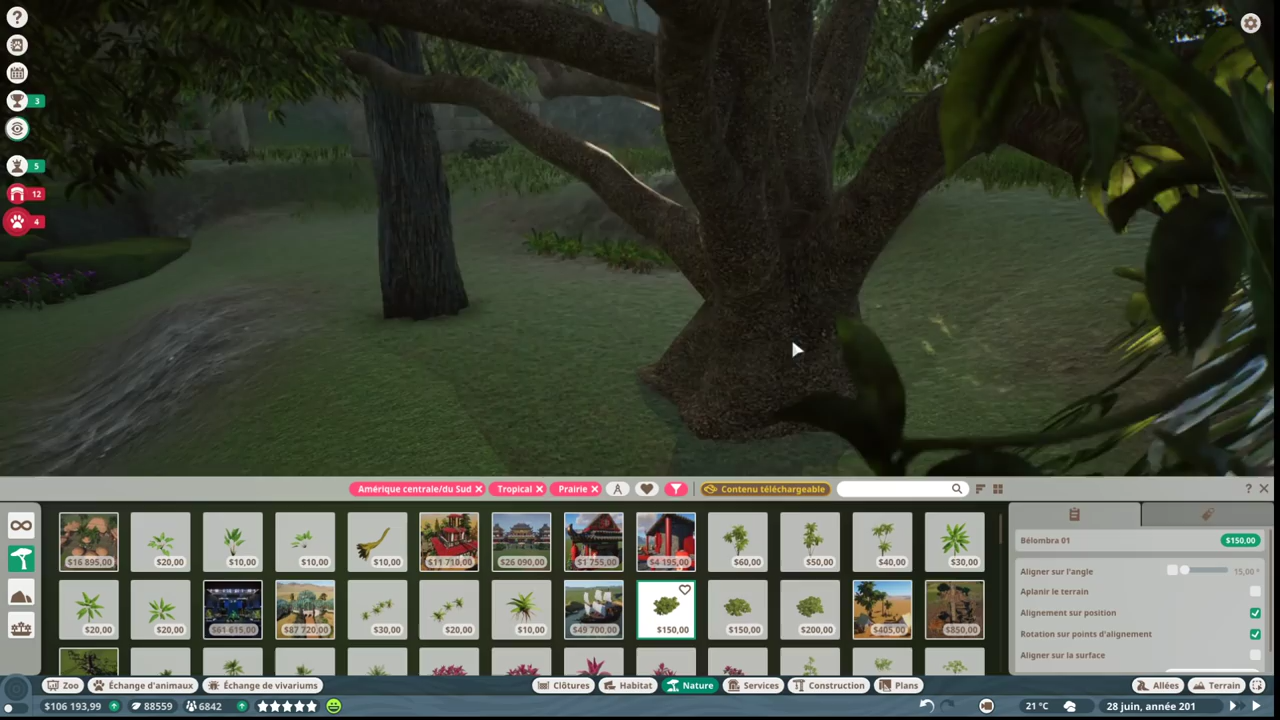 3
5
12
4
Amérique centrale/du Sud × Tropical × Prairie × Contenu téléchargeable
? ×
$16 895,00 $20,00 $10,00 $10,00 $10,00 $11 710,00 $26 090,00 $1 755,00 $4 195,00 $60,00 $50,00 $40,00 $30,00
$20,00 $20,00 $61 615,00 $87 720,00 $30,00 $20,00 $10,00 $49 700,00 $150,00 $150,00 $200,00 $405,00 $850,00
Bélombra 01 $150,00
Aligner sur l'angle 15,00 °
Aplanir le terrain
Alignement sur position
Rotation sur points d'alignement
Aligner sur la surface
Zoo Échange d'animaux Échange de vivariums Clôtures Habitat Nature Services Construction Plans Allées Terrain
$106 193,99 88559 6842 21 °C 28 juin, année 201